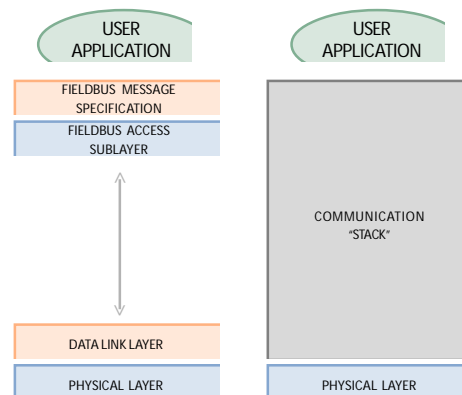 USER
APPLICATION
FIELDBUS MESSAGE
SPECIFICATION
FIELDBUS ACCESS
SUBLAYER
DATA LINK LAYER
PHYSICAL LAYER
USER
APPLICATION
COMMUNICATION
"STACK"
PHYSICAL LAYER